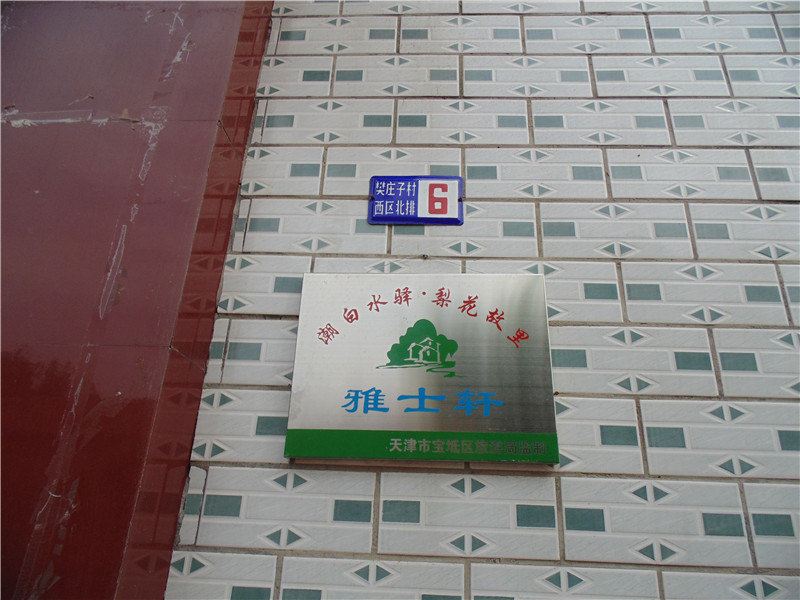 樊庄子村
西区北排
6
潮白水驿·梨花故里
雅士轩
天津市宝坻区旅游局监制